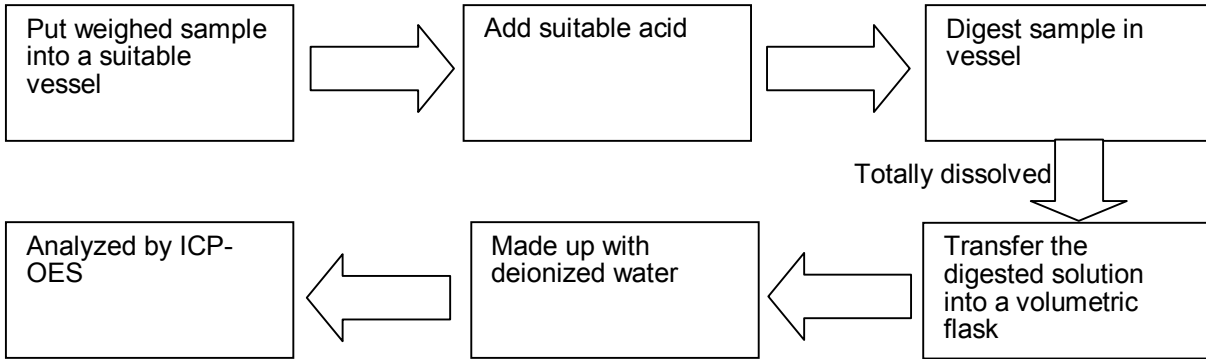 Put weighed sample
into a suitable
vessel
Add suitable acid
Digest sample in
vessel
Totally dissolved
Transfer the
digested solution
into a volumetric
flask
Made up with
deionized water
Analyzed by ICP-
OES